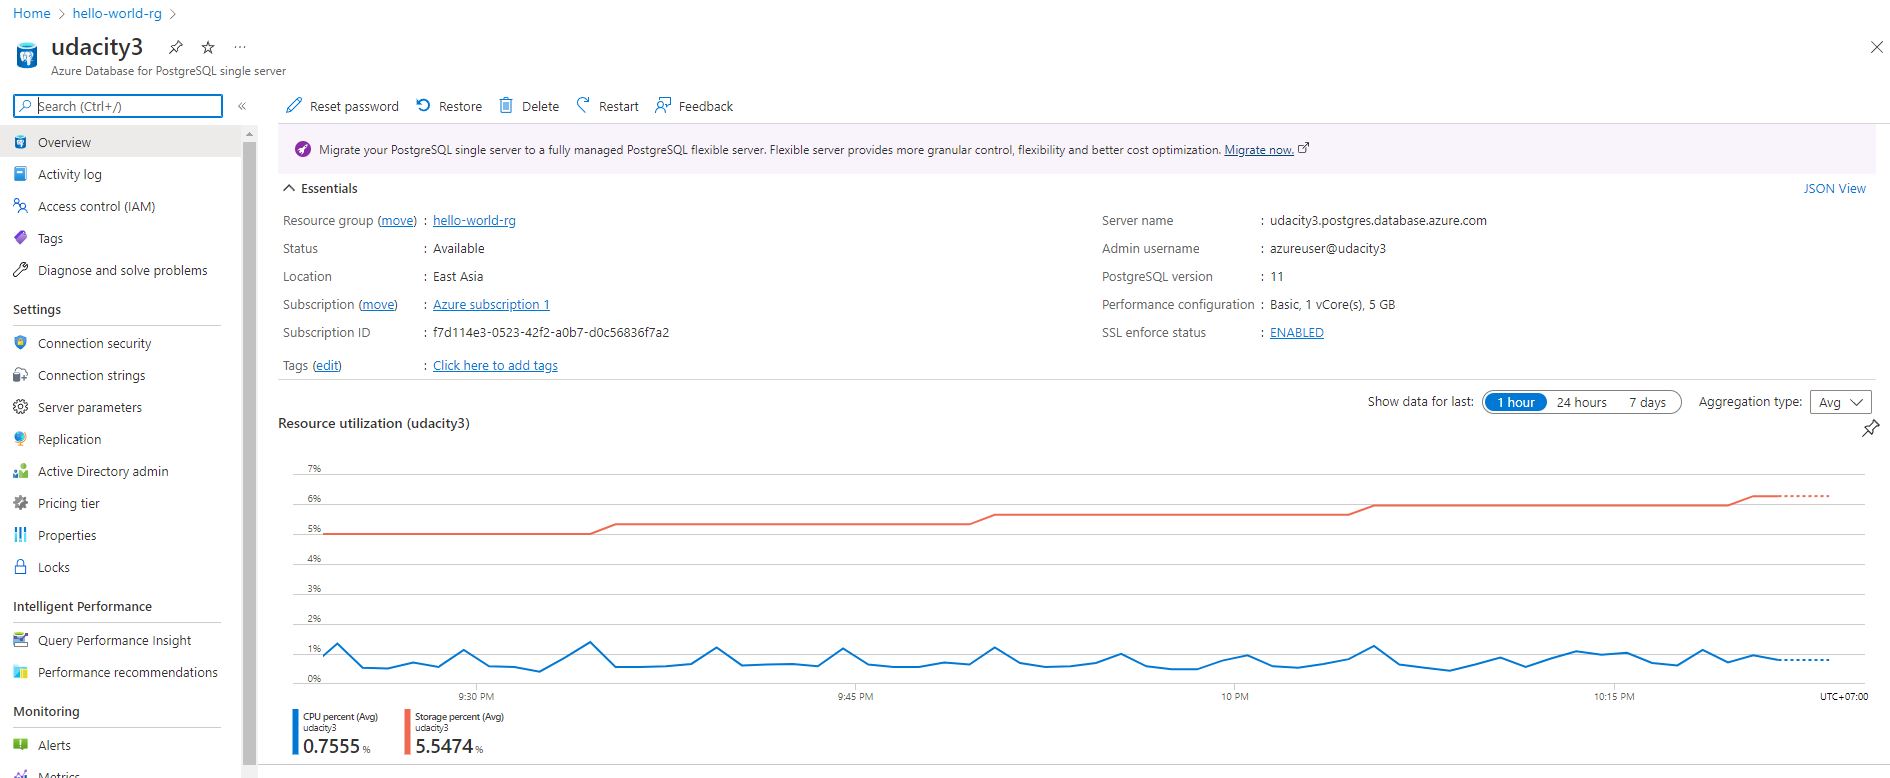 Home > hello-world-rg >
udacity3
Azure Database for PostgreSQL single server
Search (Ctrl+/)
Overview
Activity log
Access control (IAM)
Tags
Diagnose and solve problems
Settings
Connection security
Connection strings
Server parameters
Replication
Active Directory admin
Pricing tier
Properties
Locks
Intelligent Performance
Query Performance Insight
Performance recommendations
Monitoring
Alerts
Metrics
Reset password Restore Delete Restart Feedback
Migrate your PostgreSQL single server to a fully managed PostgreSQL flexible server. Flexible server provides more granular control, flexibility and better cost optimization. Migrate now.
Essentials
JSON View
Resource group (move) : hello-world-rg
Status : Available
Location : East Asia
Subscription (move) : Azure subscription 1
Subscription ID : f7d114e3-0523-42f2-a0b7-d0c56836f7a2
Tags (edit) : Click here to add tags
Server name : udacity3.postgres.database.azure.com
Admin username : azureuser@udacity3
PostgreSQL version : 11
Performance configuration : Basic, 1 vCore(s), 5 GB
SSL enforce status : ENABLED
Show data for last: 1 hour 24 hours 7 days Aggregation type: Avg
Resource utilization (udacity3)
7%
6%
5%
4%
3%
2%
1%
0%
9:30 PM 9:45 PM 10 PM 10:15 PM UTC+07:00
CPU percent (Avg)
udacity3
0.7555 %
Storage percent (Avg)
udacity3
5.5474 %